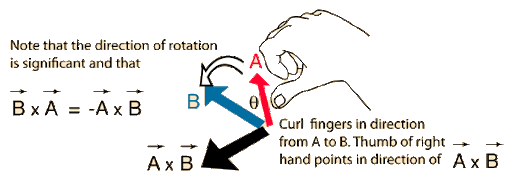 Note that the direction of rotation
is significant and that
B x A = -A x B
A
B
θ
A x B
Curl fingers in direction
from A to B. Thumb of right
hand points in direction of A x B